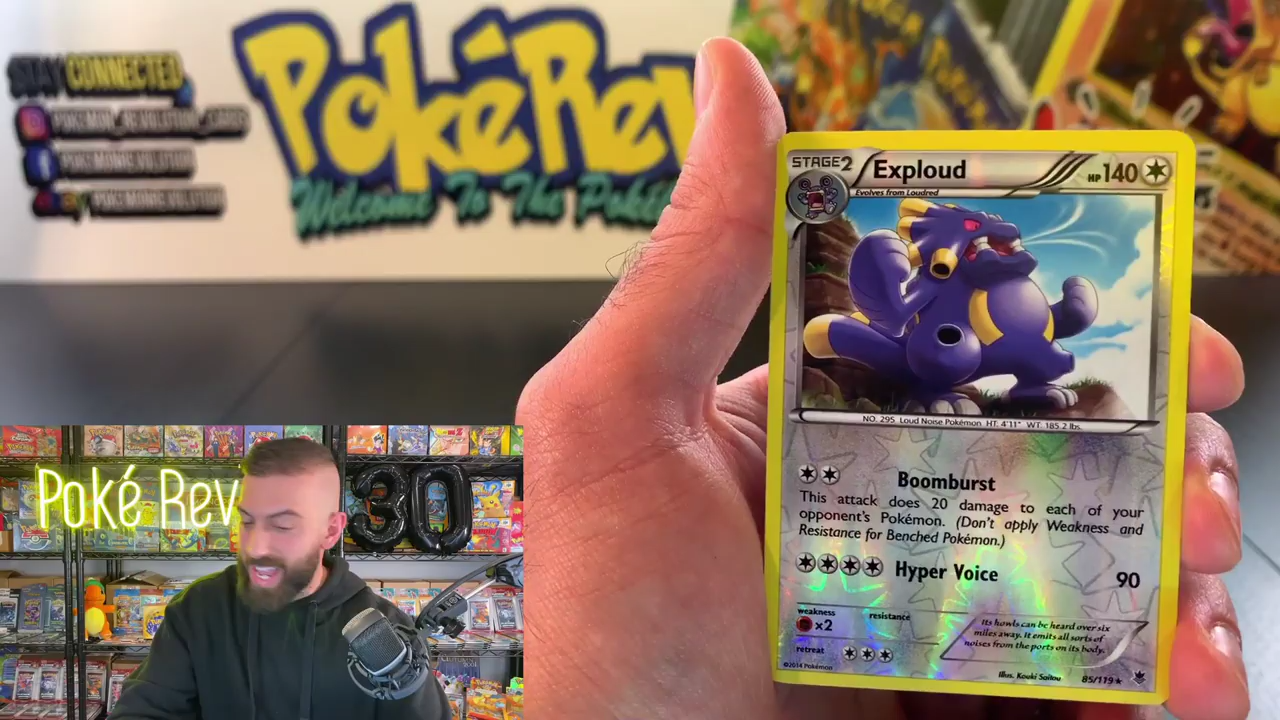 STAY CONNECTED
PokéRev
Welcome To The Poké
STAGE2
Exploud
HP 140
Evolves from Loudred
NO. 295 Loud Noise Pokémon HT: 4'11" WT: 185.2 lbs.
Boomburst
This attack does 20 damage to each of your
opponent's Pokémon. (Don't apply Weakness and
Resistance for Benched Pokémon.)
Hyper Voice 90
weakness
×2
resistance
retreat
Its howls can be heard over six
miles away. It emits all sorts of
noises from the ports on its body.
©2014 Pokémon
Illus. Kouki Saitou
85/119
Poké Rev
30